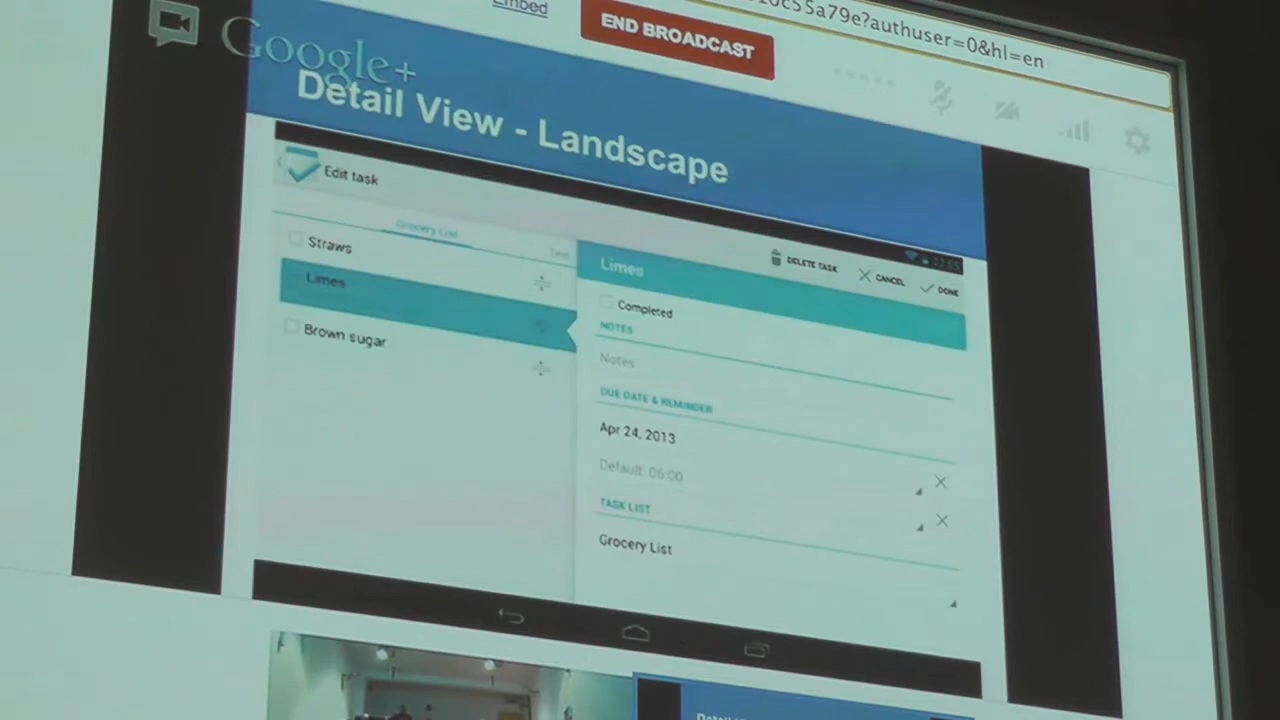 Embed
END BROADCAST
c55a79e?authuser=0&hl=en
Google+
Detail View - Landscape
Edit task
Grocery List
DELETE TASK
CANCEL
DONE
Straws
Limes
Brown sugar
Limes
Completed
NOTES
Notes
DUE DATE & REMINDER
Apr 24, 2013
Default: 06:00
TASK LIST
Grocery List